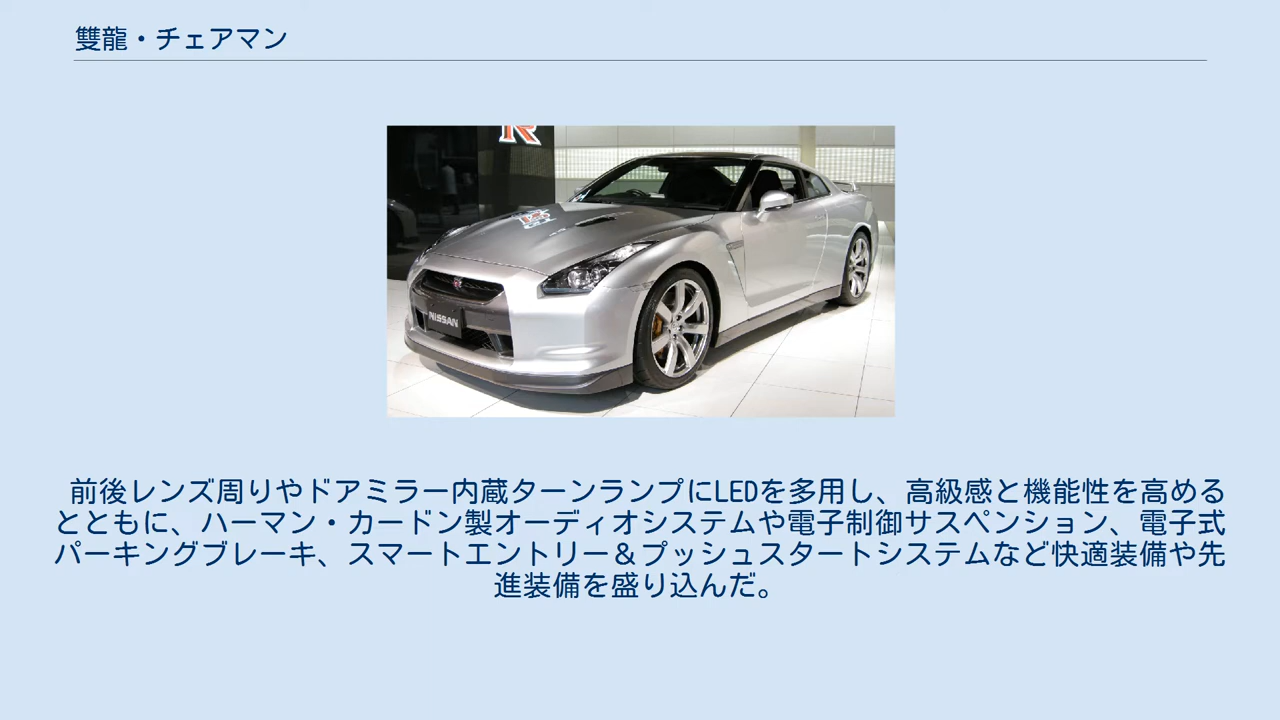 雙龍・チェアマン
R
NISSAN
前後レンズ周りやドアミラー内蔵ターンランプにLEDを多用し、高級感と機能性を高める
とともに、ハーマン・カードン製オーディオシステムや電子制御サスペンション、電子式
パーキングブレーキ、スマートエントリー＆プッシュスタートシステムなど快適装備や先
進装備を盛り込んだ。